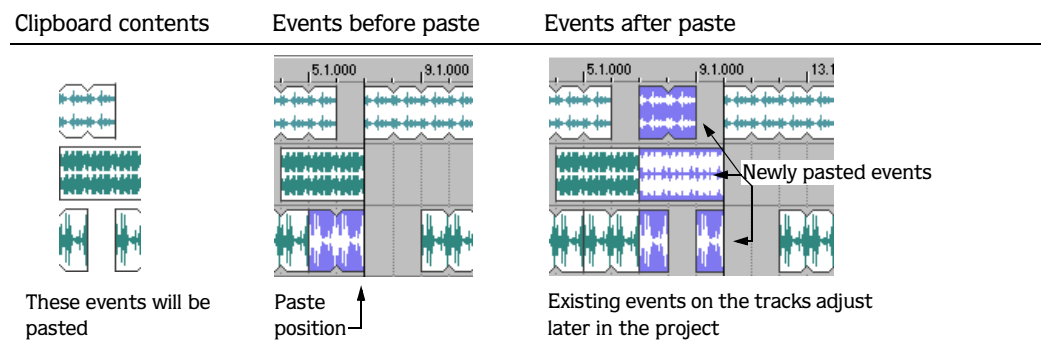 Clipboard contents
Events before paste
Events after paste
5.1.000
9.1.000
5.1.000
9.1.000
13.1
Newly pasted events
These events will be
pasted
Paste
position
Existing events on the tracks adjust
later in the project